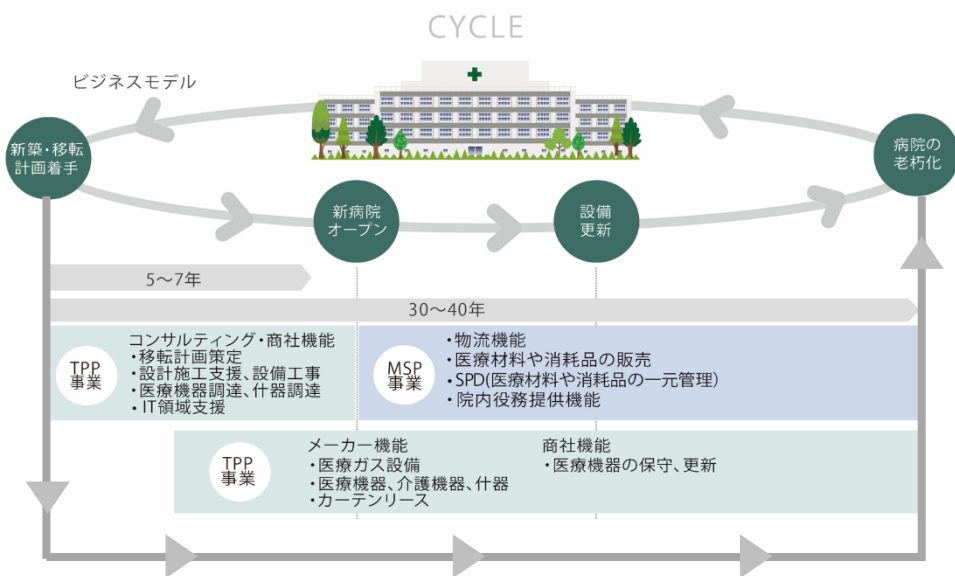 CYCLE
ビジネスモデル
新築・移転
計画着手
病院の
老朽化
新病院
オープン
設備
更新
5〜7年
30〜40年
TPP
事業
コンサルティング・商社機能
・移転計画策定
・設計施工支援、設備工事
・医療機器調達、什器調達
・IT領域支援
MSP
事業
・物流機能
・医療材料や消耗品の販売
・SPD(医療材料や消耗品の一元管理)
・院内役務提供機能
TPP
事業
メーカー機能
・医療ガス設備
・医療機器、介護機器、什器
・カーテンリース
商社機能
・医療機器の保守、更新